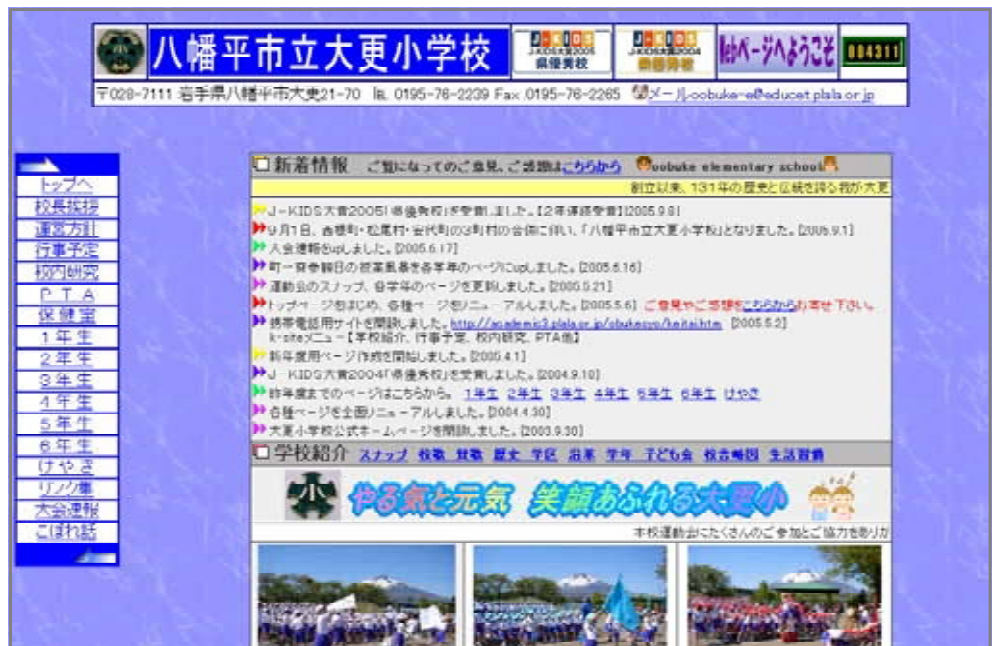 八幡平市立大更小学校
J-KIDS大賞2005 県優秀校
J-KIDS大賞2004 県優秀校
Webページへようこそ
004311
〒028-7111 岩手県八幡平市大更21-70 ℡ 0195-76-2239 Fax 0195-76-2265 メールoobuke-e@educet.plala.or.jp
トップへ
校長挨拶
運営方針
行事予定
校内研究
ＰＴＡ
保健室
1年生
2年生
3年生
4年生
5年生
6年生
けやき
リンク集
大会速報
こぼれ話
新着情報 ご覧になってのご意見、ご感想はこちらから oobuke elementary school
創立以来、131年の歴史と伝統を誇る我が大更
J-KIDS大賞2005「県優秀校」を受賞しました。【2年連続受賞】[2005.9.8]
9月1日、西根町・松尾村・安代町の3町村の合併に伴い、「八幡平市立大更小学校」となりました。[2005.9.1]
大会速報をupしました。[2005.6.17]
町一斉参観日の授業風景を各学年のページにupしました。[2005.6.16]
運動会のスナップ、各学年のページを更新しました。[2005.5.21]
トップページをはじめ、各種ページをリニューアルしました。[2005.5.6] ご意見やご感想をこちらからお寄せ下さい。
携帯電話用サイトを開設しました。http://academic3.plala.or.jp/obukesyo/keitai.htm [2005.5.2]
k-siteメニュー【学校紹介、行事予定、校内研究、PTA他】
新年度用ページ作成を開始しました。[2005.4.1]
J-KIDS大賞2004「県優秀校」を受賞しました。[2004.9.10]
昨年度までのページはこちらから。 1年生 2年生 3年生 4年生 5年生 6年生 けやき
各種ページを全面リニューアルしました。[2004.4.30]
大更小学校公式ホームページを開設しました。[2003.9.30]
学校紹介 スナップ 校歌 賛歌 歴史 学区 沿革 学年 子ども会 校舎略図 生活習慣
小 やる気と元気 笑顔あふれる大更小
本校運動会にたくさんのご参加とご協力をありが